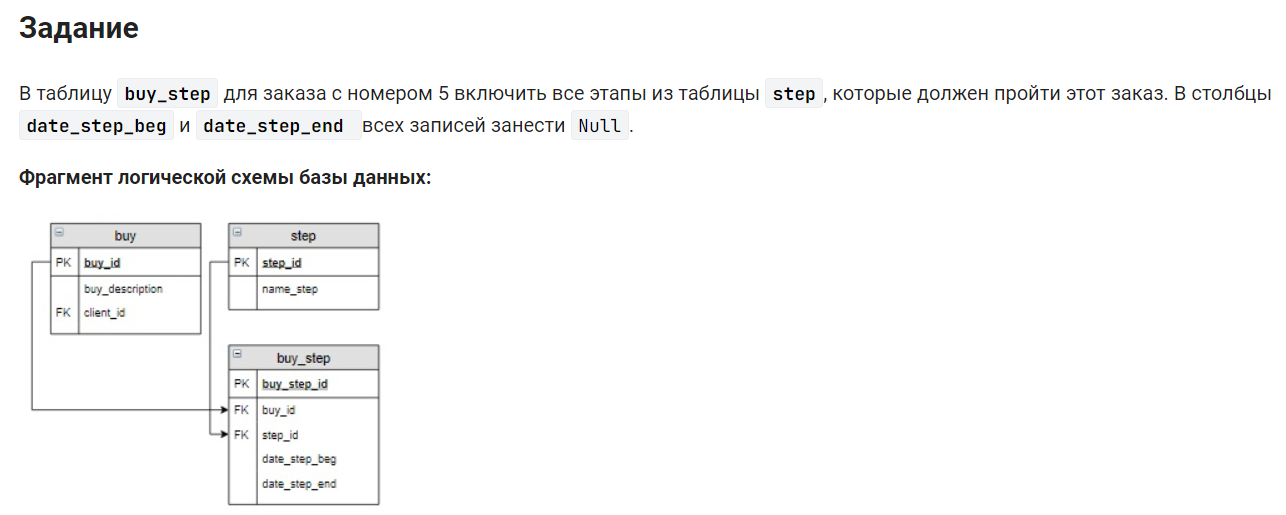 Задание
В таблицу buy_step для заказа с номером 5 включить все этапы из таблицы step, которые должен пройти этот заказ. В столбцы
date_step_beg и date_step_end всех записей занести Null.
Фрагмент логической схемы базы данных:
buy
PK buy_id
buy_description
FK client_id
step
PK step_id
name_step
buy_step
PK buy_step_id
FK buy_id
FK step_id
date_step_beg
date_step_end